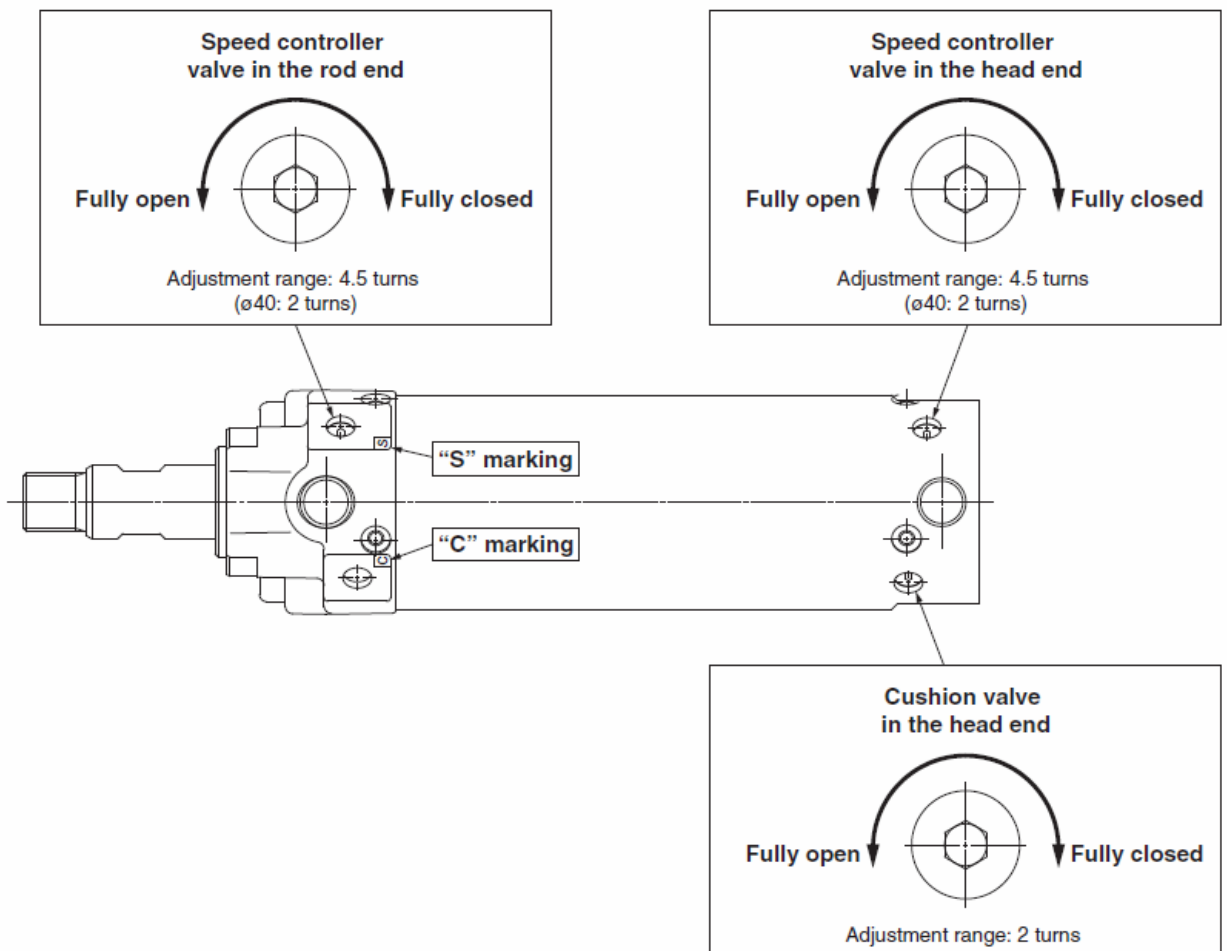 Speed controller
valve in the rod end
Fully open
Fully closed
Adjustment range: 4.5 turns
(ø40: 2 turns)
Speed controller
valve in the head end
Fully open
Fully closed
Adjustment range: 4.5 turns
(ø40: 2 turns)
S
“S” marking
“C” marking
C
Cushion valve
in the head end
Fully open
Fully closed
Adjustment range: 2 turns